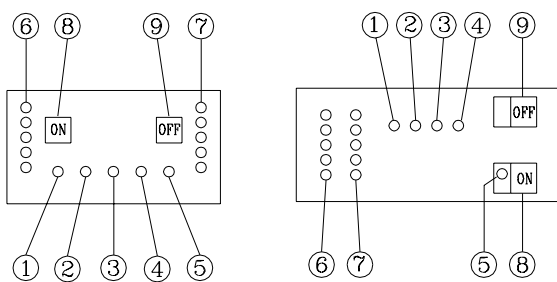 ⑥ ⑧ ⑨ ⑦
ON OFF
① ② ③ ④ ⑤
① ② ③ ④ ⑨
OFF
ON
⑥ ⑦ ⑤ ⑧